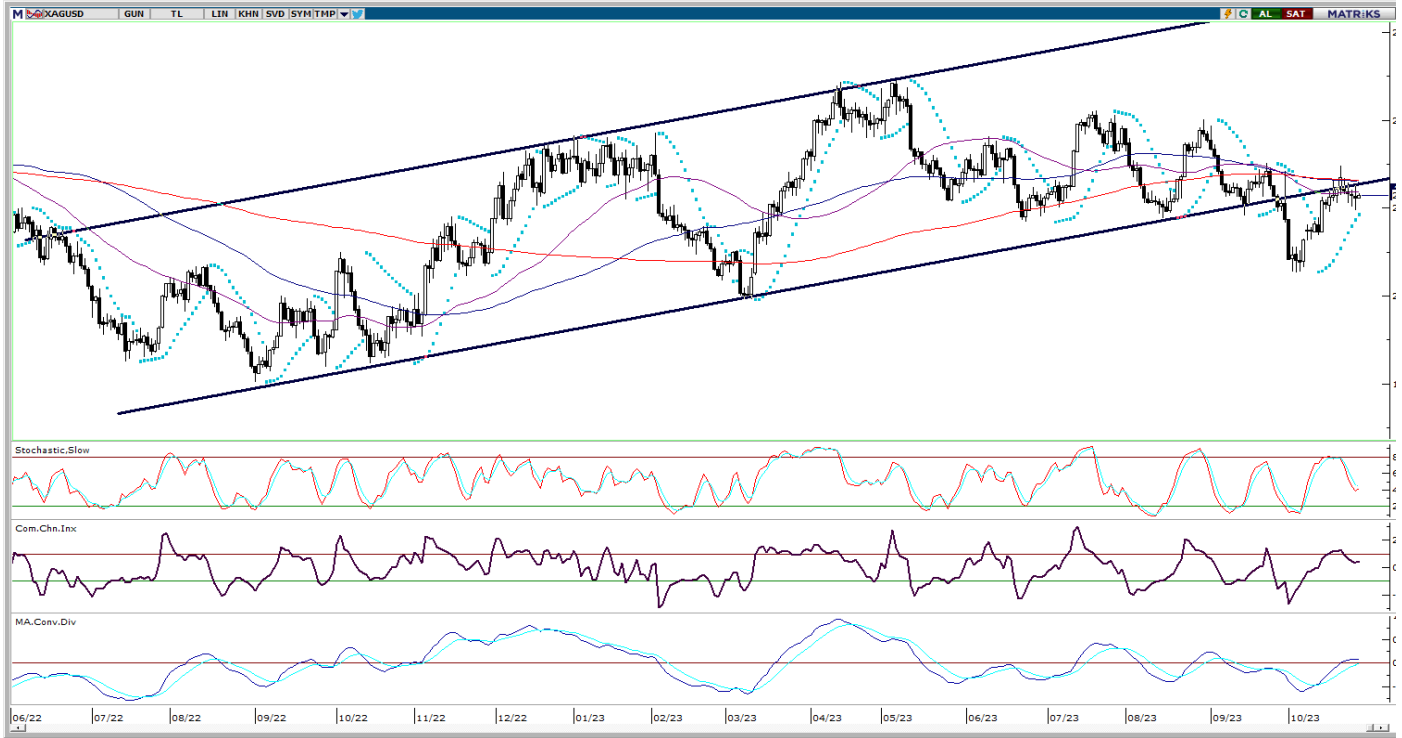 M XAGUSD GUN TL LIN KHN SVD SYM TMP AL SAT MATRİKS
Stochastic,Slow
Com.Chn.Inx
MA.Conv.Div
06/22 07/22 08/22 09/22 10/22 11/22 12/22 01/23 02/23 03/23 04/23 05/23 06/23 07/23 08/23 09/23 10/23